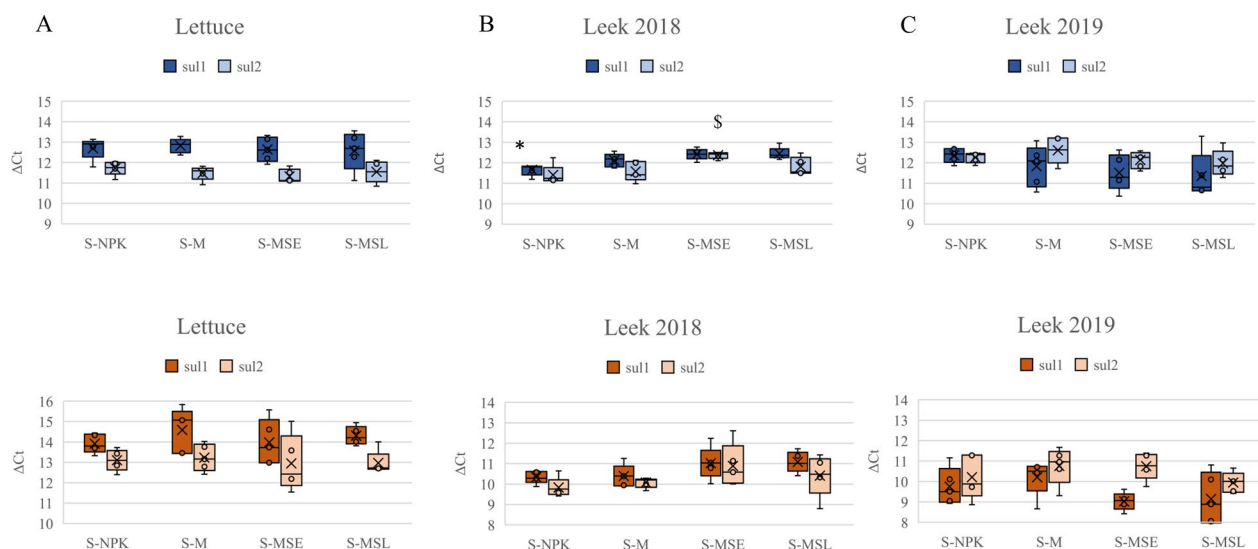 A
Lettuce
sul1 sul2
15
14
13
12
11
10
9
ΔCt
S-NPK S-M S-MSE S-MSL
B
Leek 2018
sul1 sul2
15
14
13
12
11
10
9
ΔCt
*
$
S-NPK S-M S-MSE S-MSL
C
Leek 2019
sul1 sul2
15
14
13
12
11
10
9
ΔCt
S-NPK S-M S-MSE S-MSL
Lettuce
sul1 sul2
16
15
14
13
12
11
10
ΔCt
S-NPK S-M S-MSE S-MSL
Leek 2018
sul1 sul2
14
13
12
11
10
9
8
ΔCt
S-NPK S-M S-MSE S-MSL
Leek 2019
sul1 sul2
14
13
12
11
10
9
8
ΔCt
S-NPK S-M S-MSE S-MSL